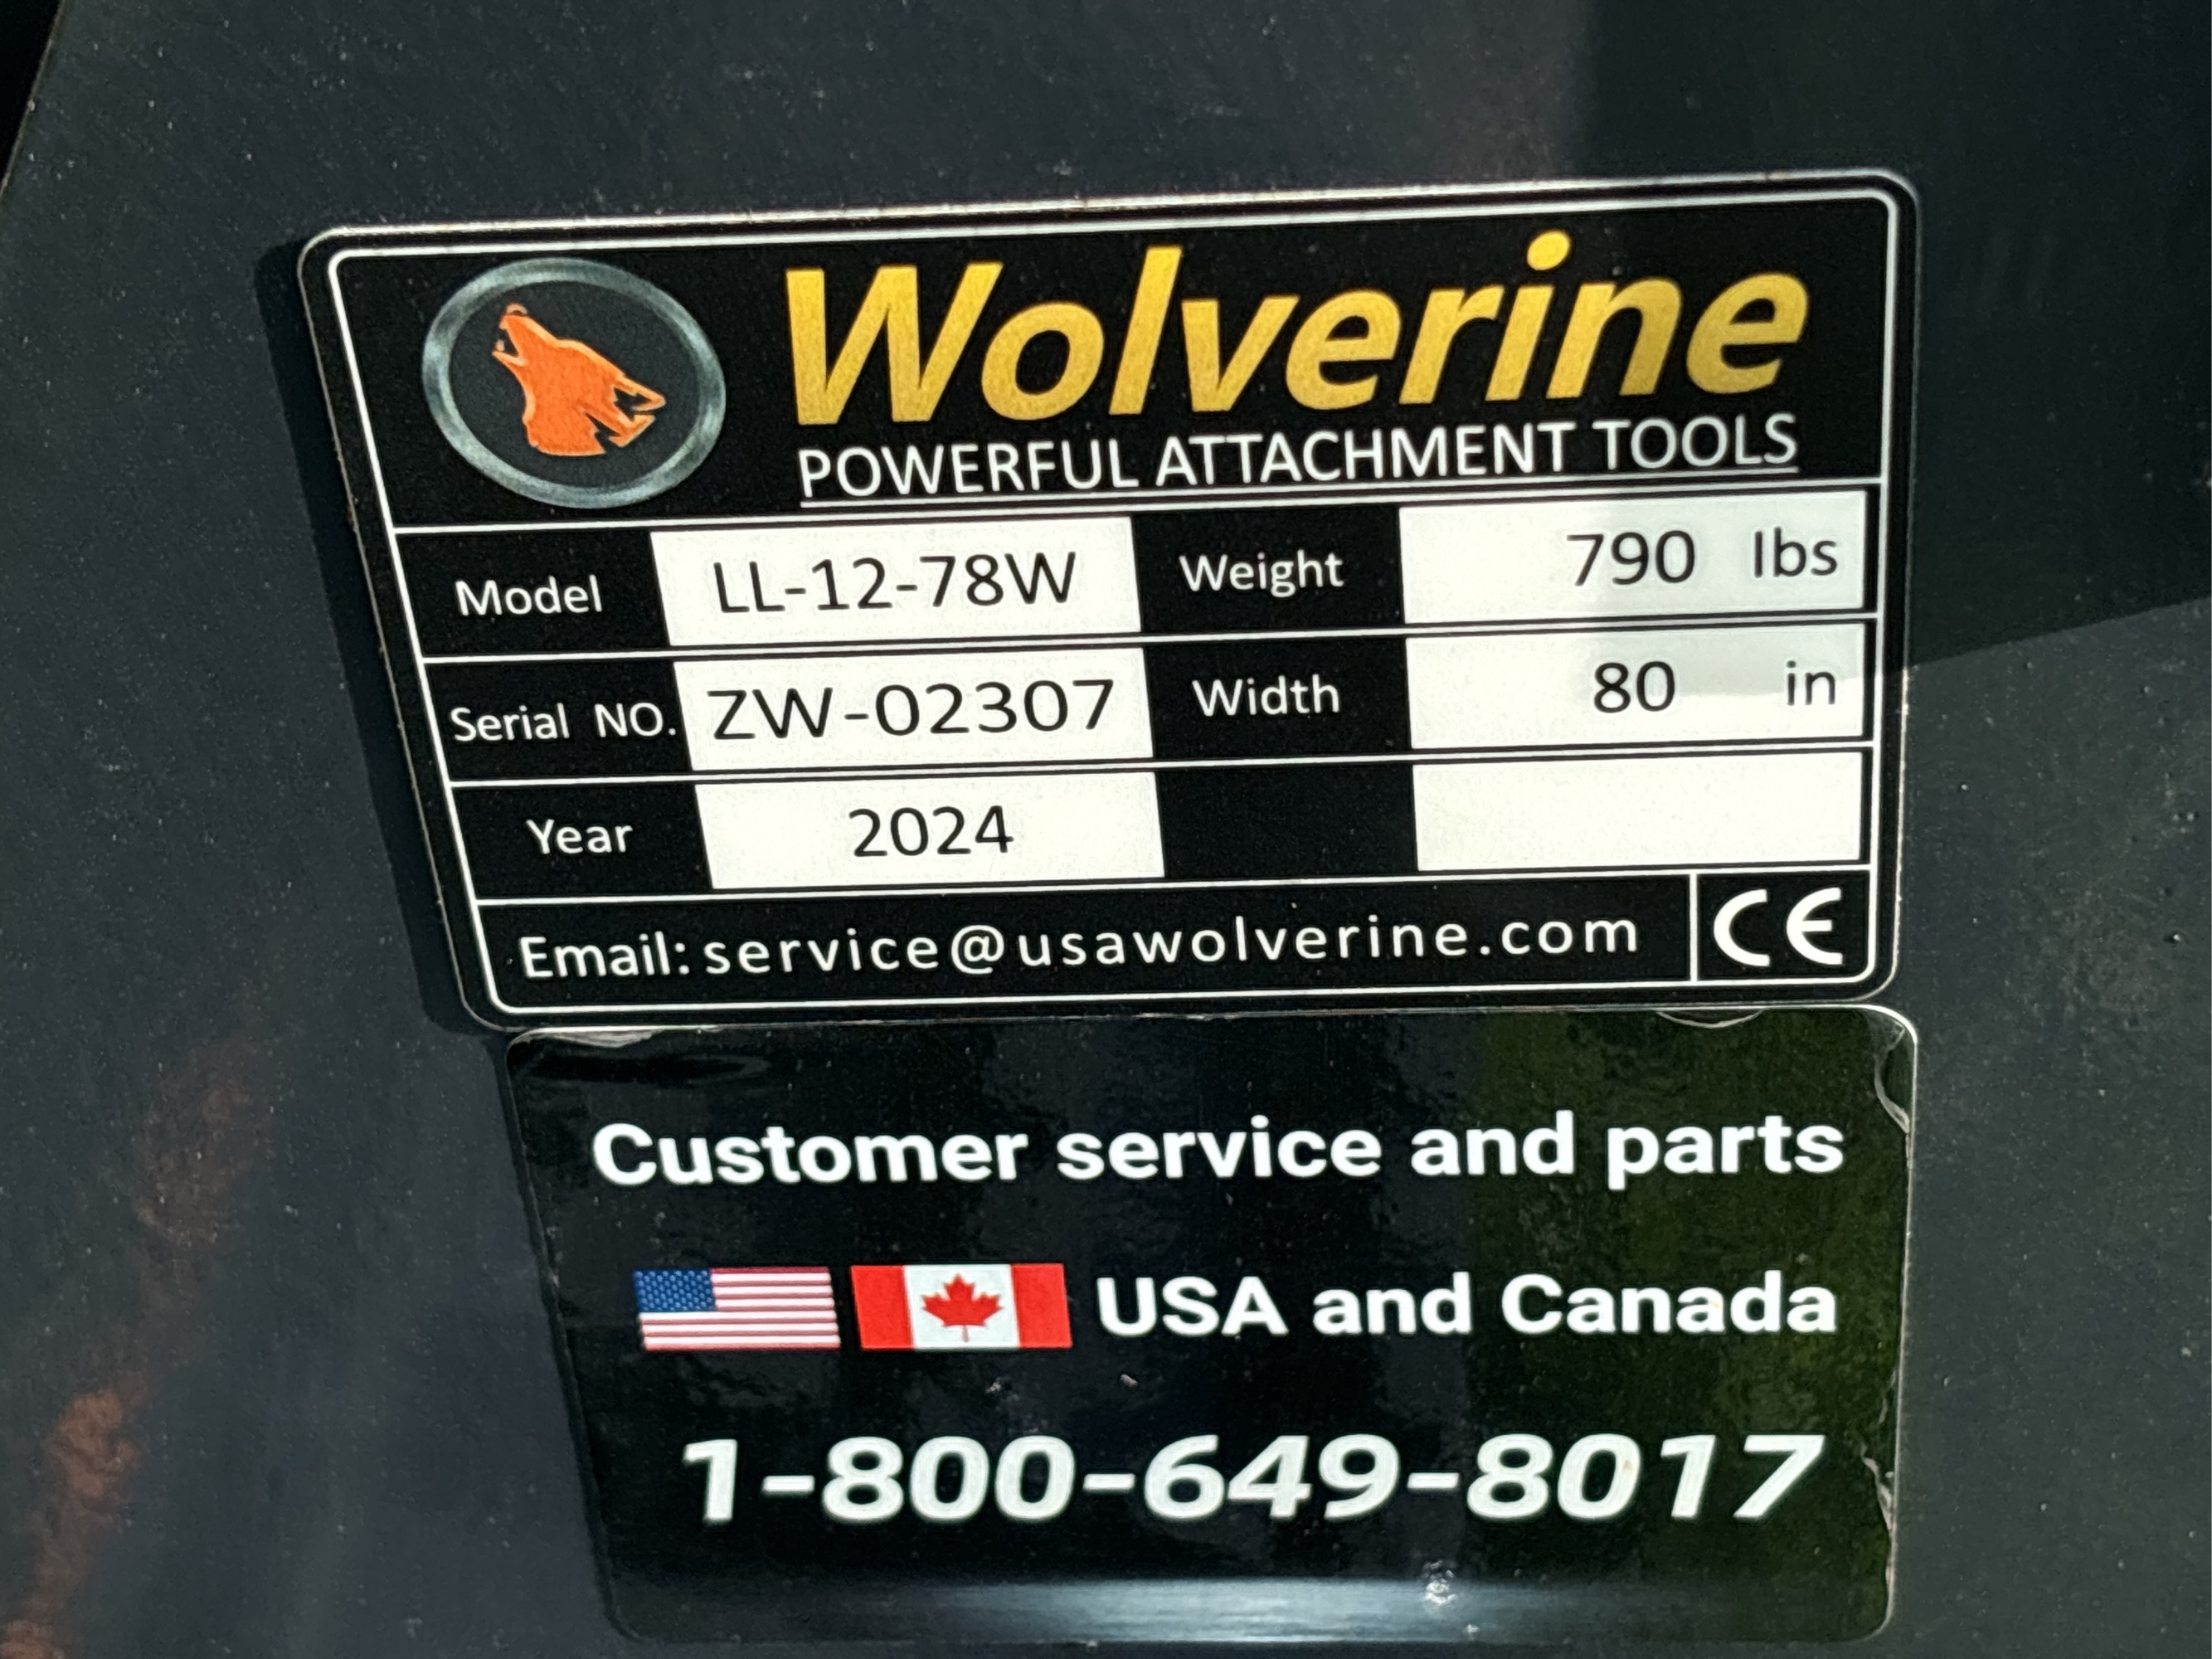 Wolverine
POWERFUL ATTACHMENT TOOLS
Model LL-12-78W Weight 790 lbs
Serial NO. ZW-02307 Width 80 in
Year 2024
Email: service@usawolverine.com CE
Customer service and parts
USA and Canada
1-800-649-8017